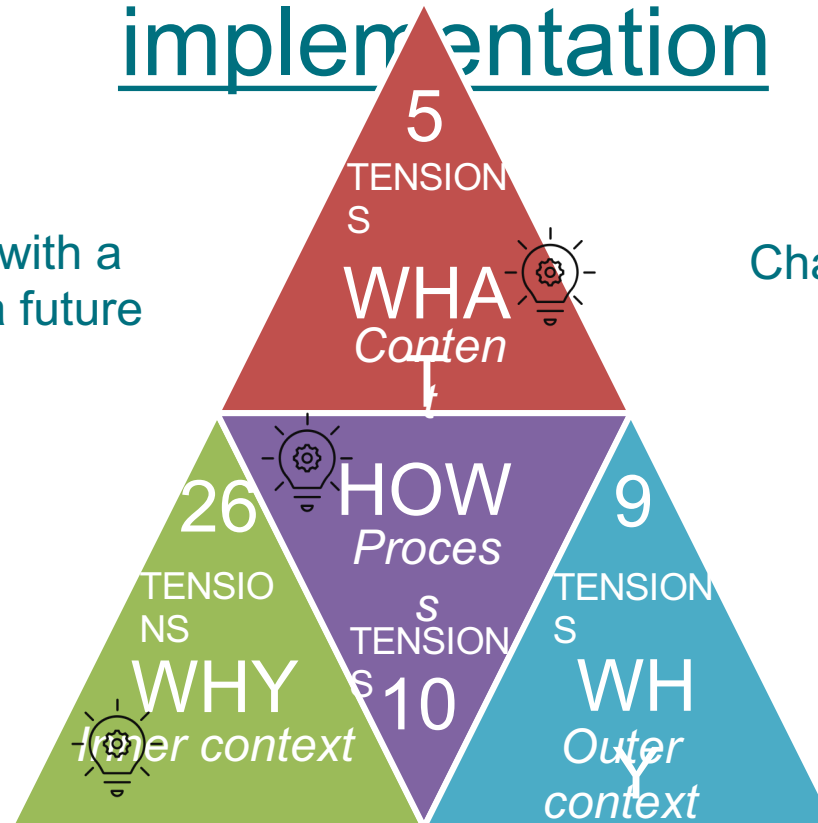 implementation
5
TENSION
S
with a
a future
Cha
WHA
T
Conten
t
HOW
Proces
s
TENSION
S
10
26
TENSIO
NS
WHY
Inner context
9
TENSION
S
WH
Y
Outer
context